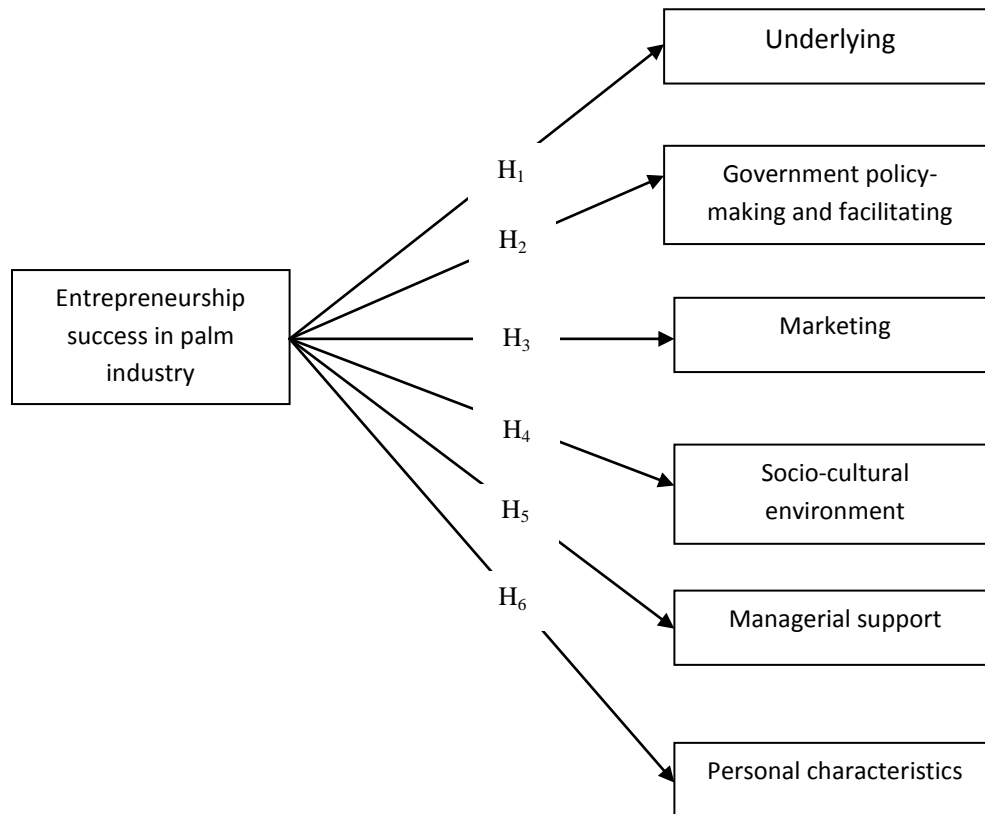 Underlying
H₁
Government policy-
making and facilitating
H₂
Entrepreneurship
success in palm
industry
H₃
Marketing
H₄
Socio-cultural
environment
H₅
Managerial support
H₆
Personal characteristics